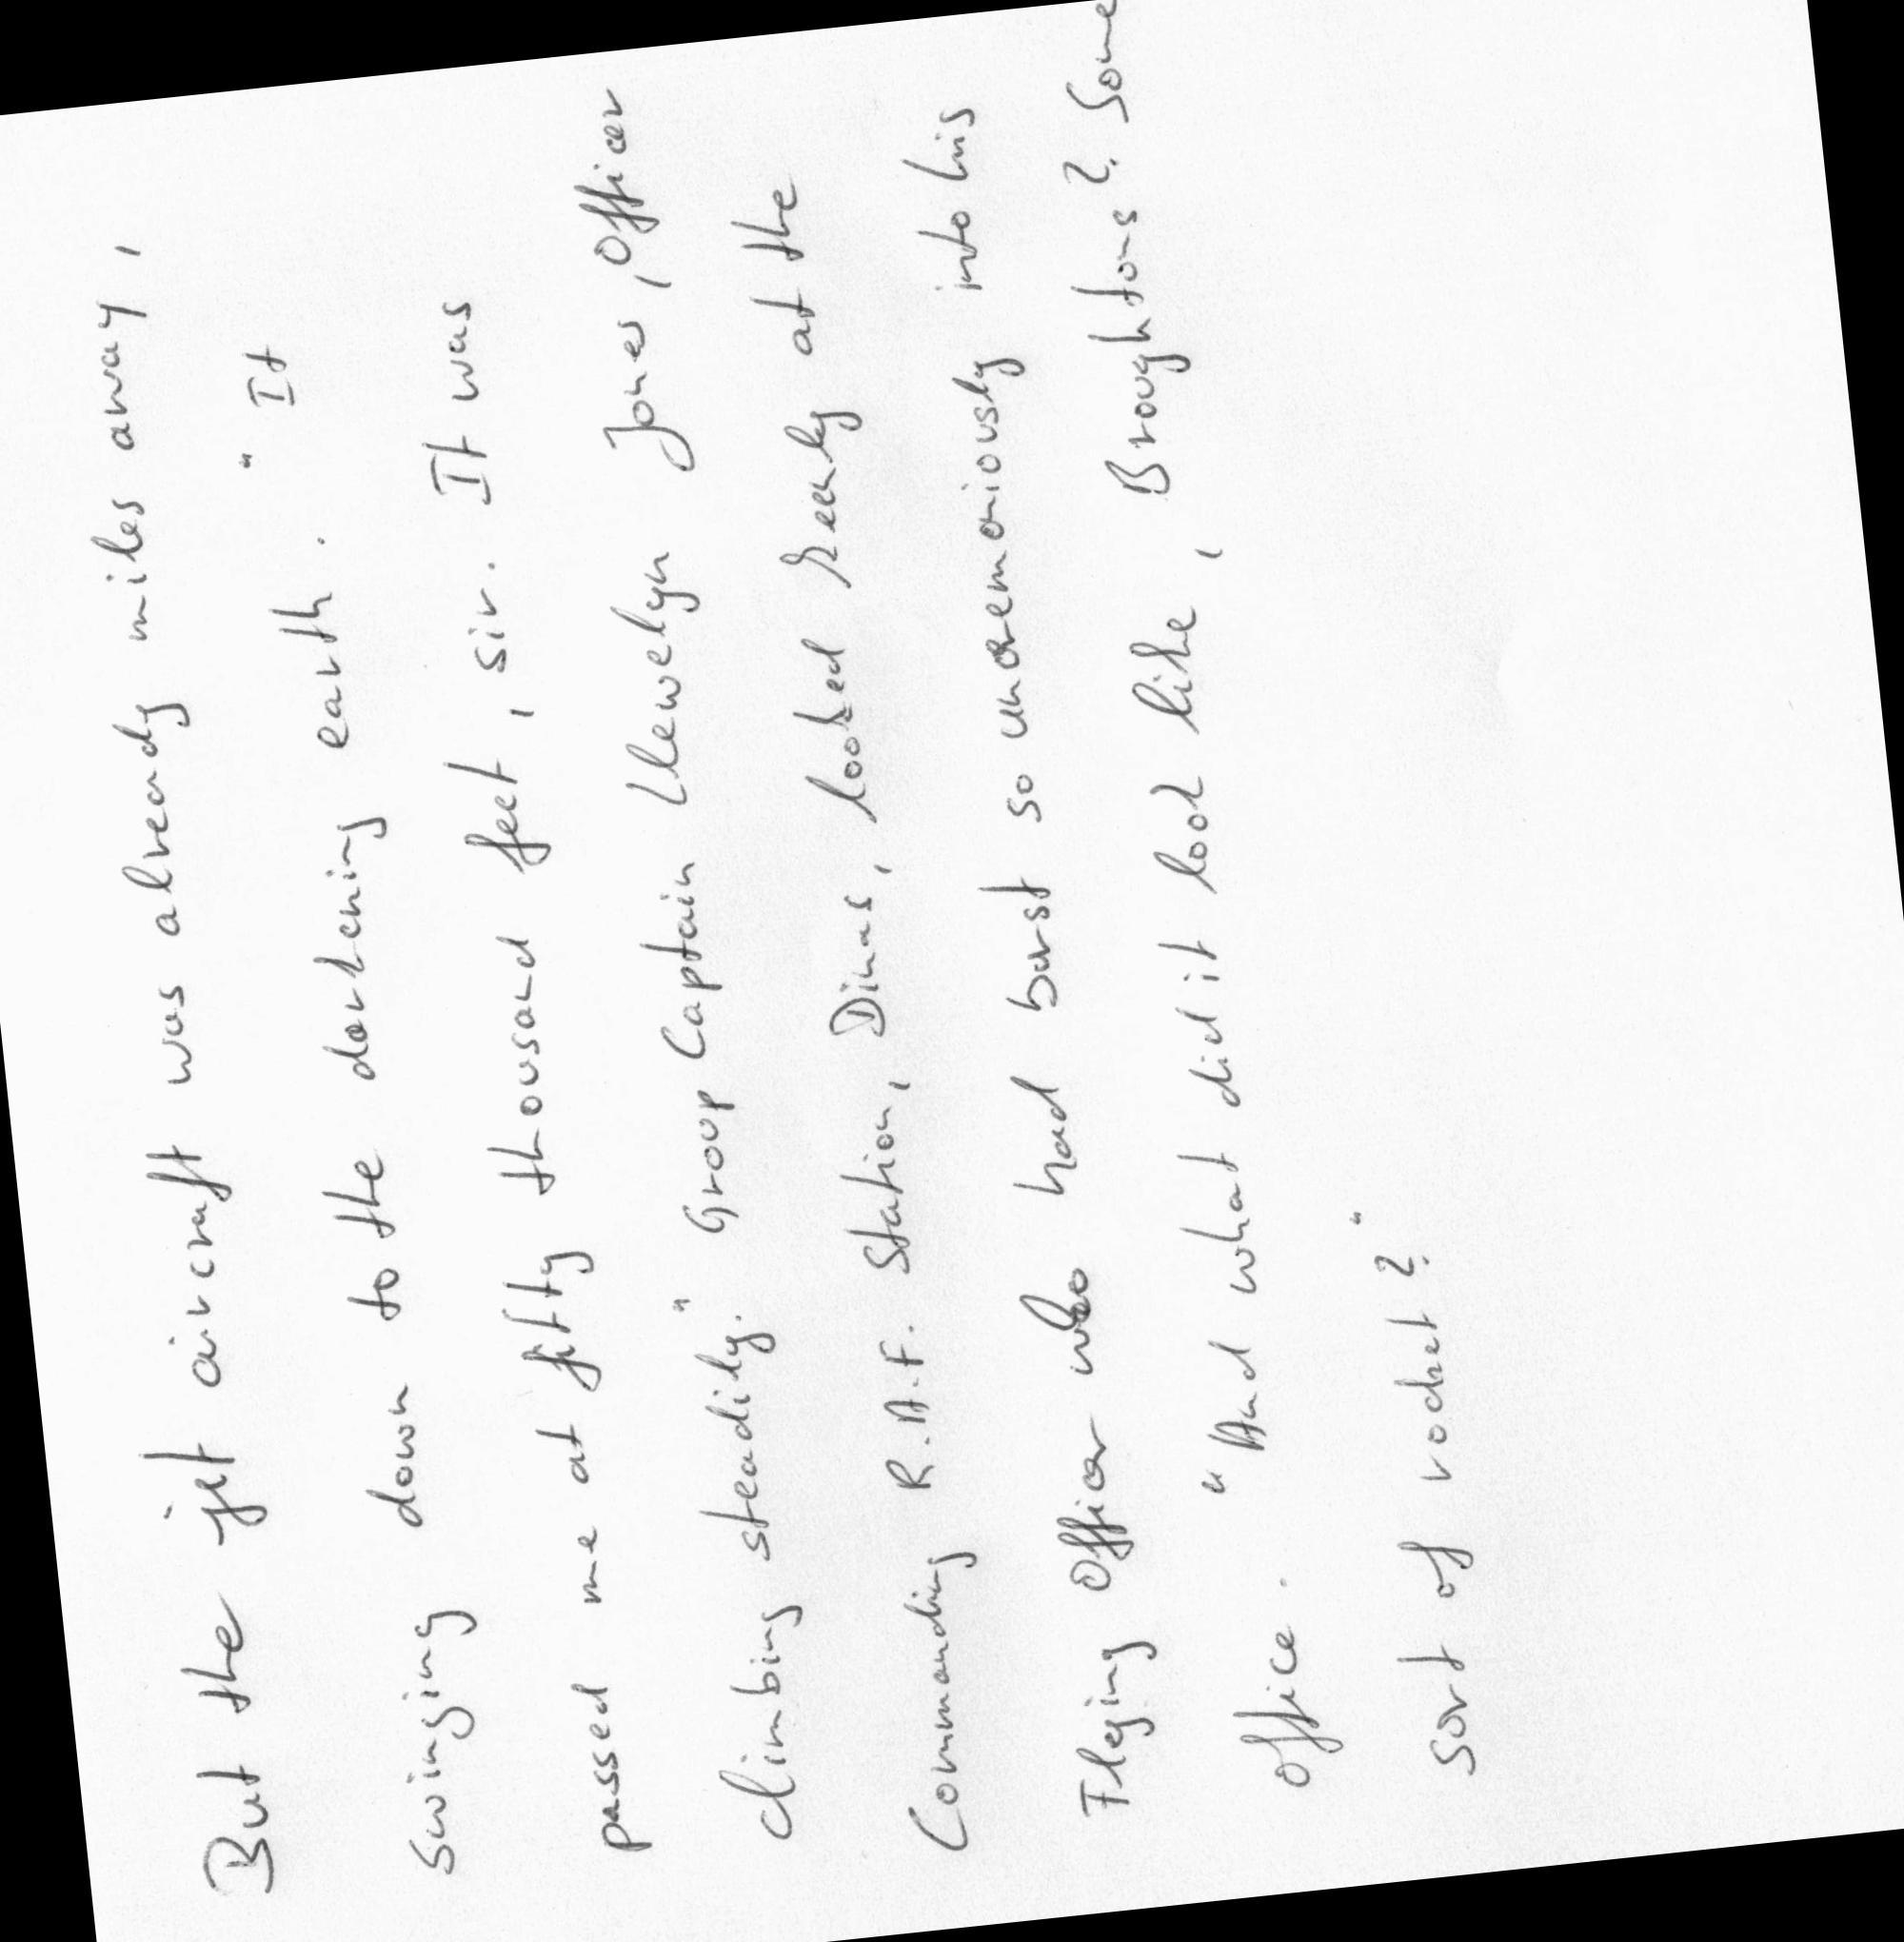 But the jet aircraft was already miles away,
swinging down to the darkening earth. " It
passed me at fifty thousand feet, sir. It was
climbing steadily." Group Captain Llewelyn Jones, Officer
Commanding R.A.F. Station, Dinas, looked keenly at the
Flying Officer who had burst so unceremoniously into his
office. "And what did it look like, Broughtons? Some
sort of rocket?"